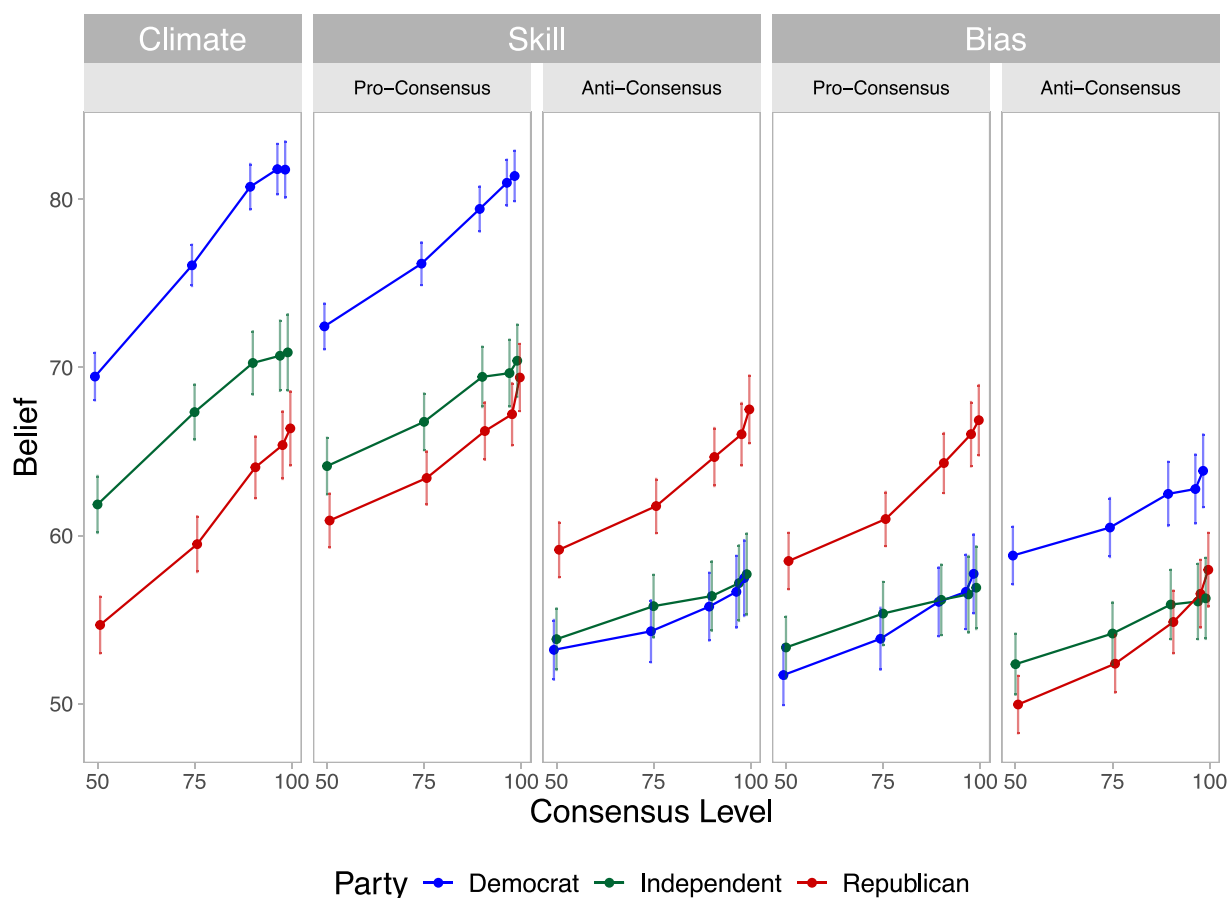 Climate Skill Bias
Pro−Consensus Anti−Consensus Pro−Consensus Anti−Consensus
80
70
60
50
Belief
50 75 100 50 75 100 50 75 100 50 75 100 50 75 100
Consensus Level
Party Democrat Independent Republican